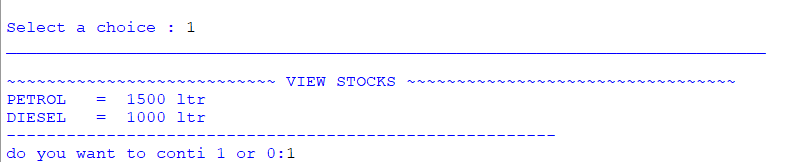 Select a choice : 1
____________________________________________________________________________
~~~~~~~~~~~~~~~~~~~~~~~~~~~ VIEW STOCKS ~~~~~~~~~~~~~~~~~~~~~~~~~~~~~~~~~
PETROL   =  1500 ltr
DIESEL   =  1000 ltr
-------------------------------------------------------
do you want to conti 1 or 0:1